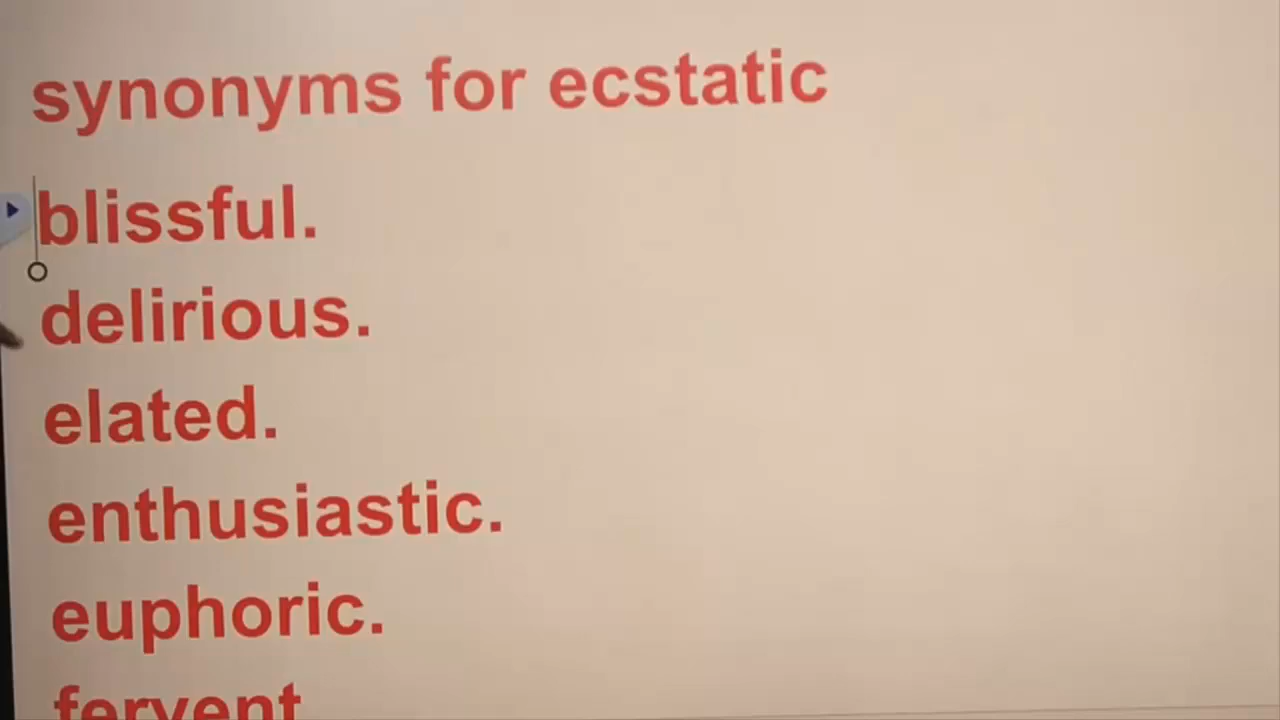 synonyms for ecstatic
blissful.
delirious.
elated.
enthusiastic.
euphoric.
fervent